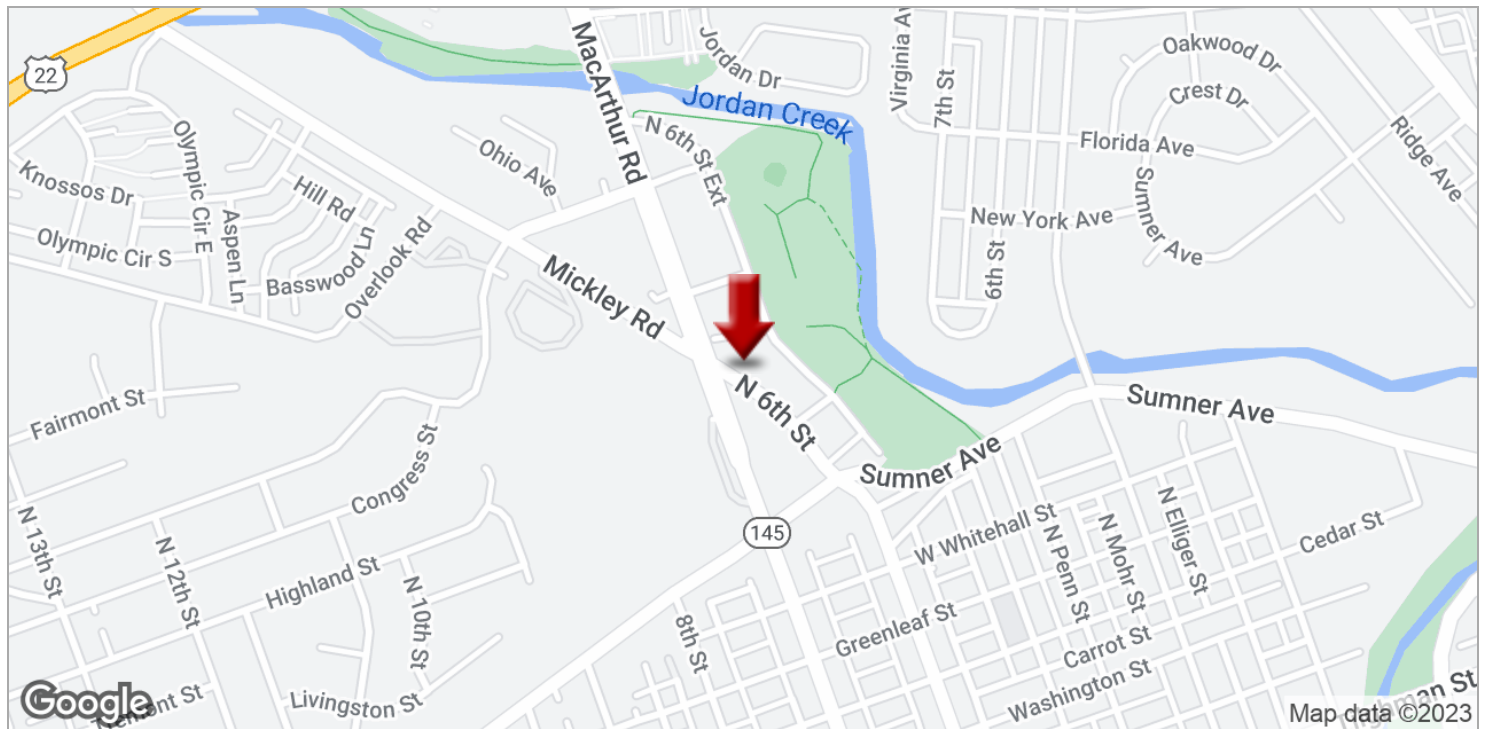 22
MacArthur Rd
Jordan Dr
Virginia A
7th St
Oakwood Dr
Crest Dr
Jordan Creek
N 6th St Ext
Florida Ave
Ridge Ave
Olympic Cir E
Knossos Dr
Hill Rd
Ohio Ave
Sumner Ave
New York Ave
Aspen Ln
Olympic Cir S
Basswood Ln
Overlook Rd
6th St
Mickley Rd
N 6th St
Sumner Ave
Fairmont St
Sumner Ave
Congress St
145
N 13th St
N 12th St
Highland St
N 10th St
W Whitehall St
N Penn St
N Mohr St
N Elliger St
Cedar St
8th St
Greenleaf St
Carrot St
Washington St
Livingston St
Google
Map data ©2023